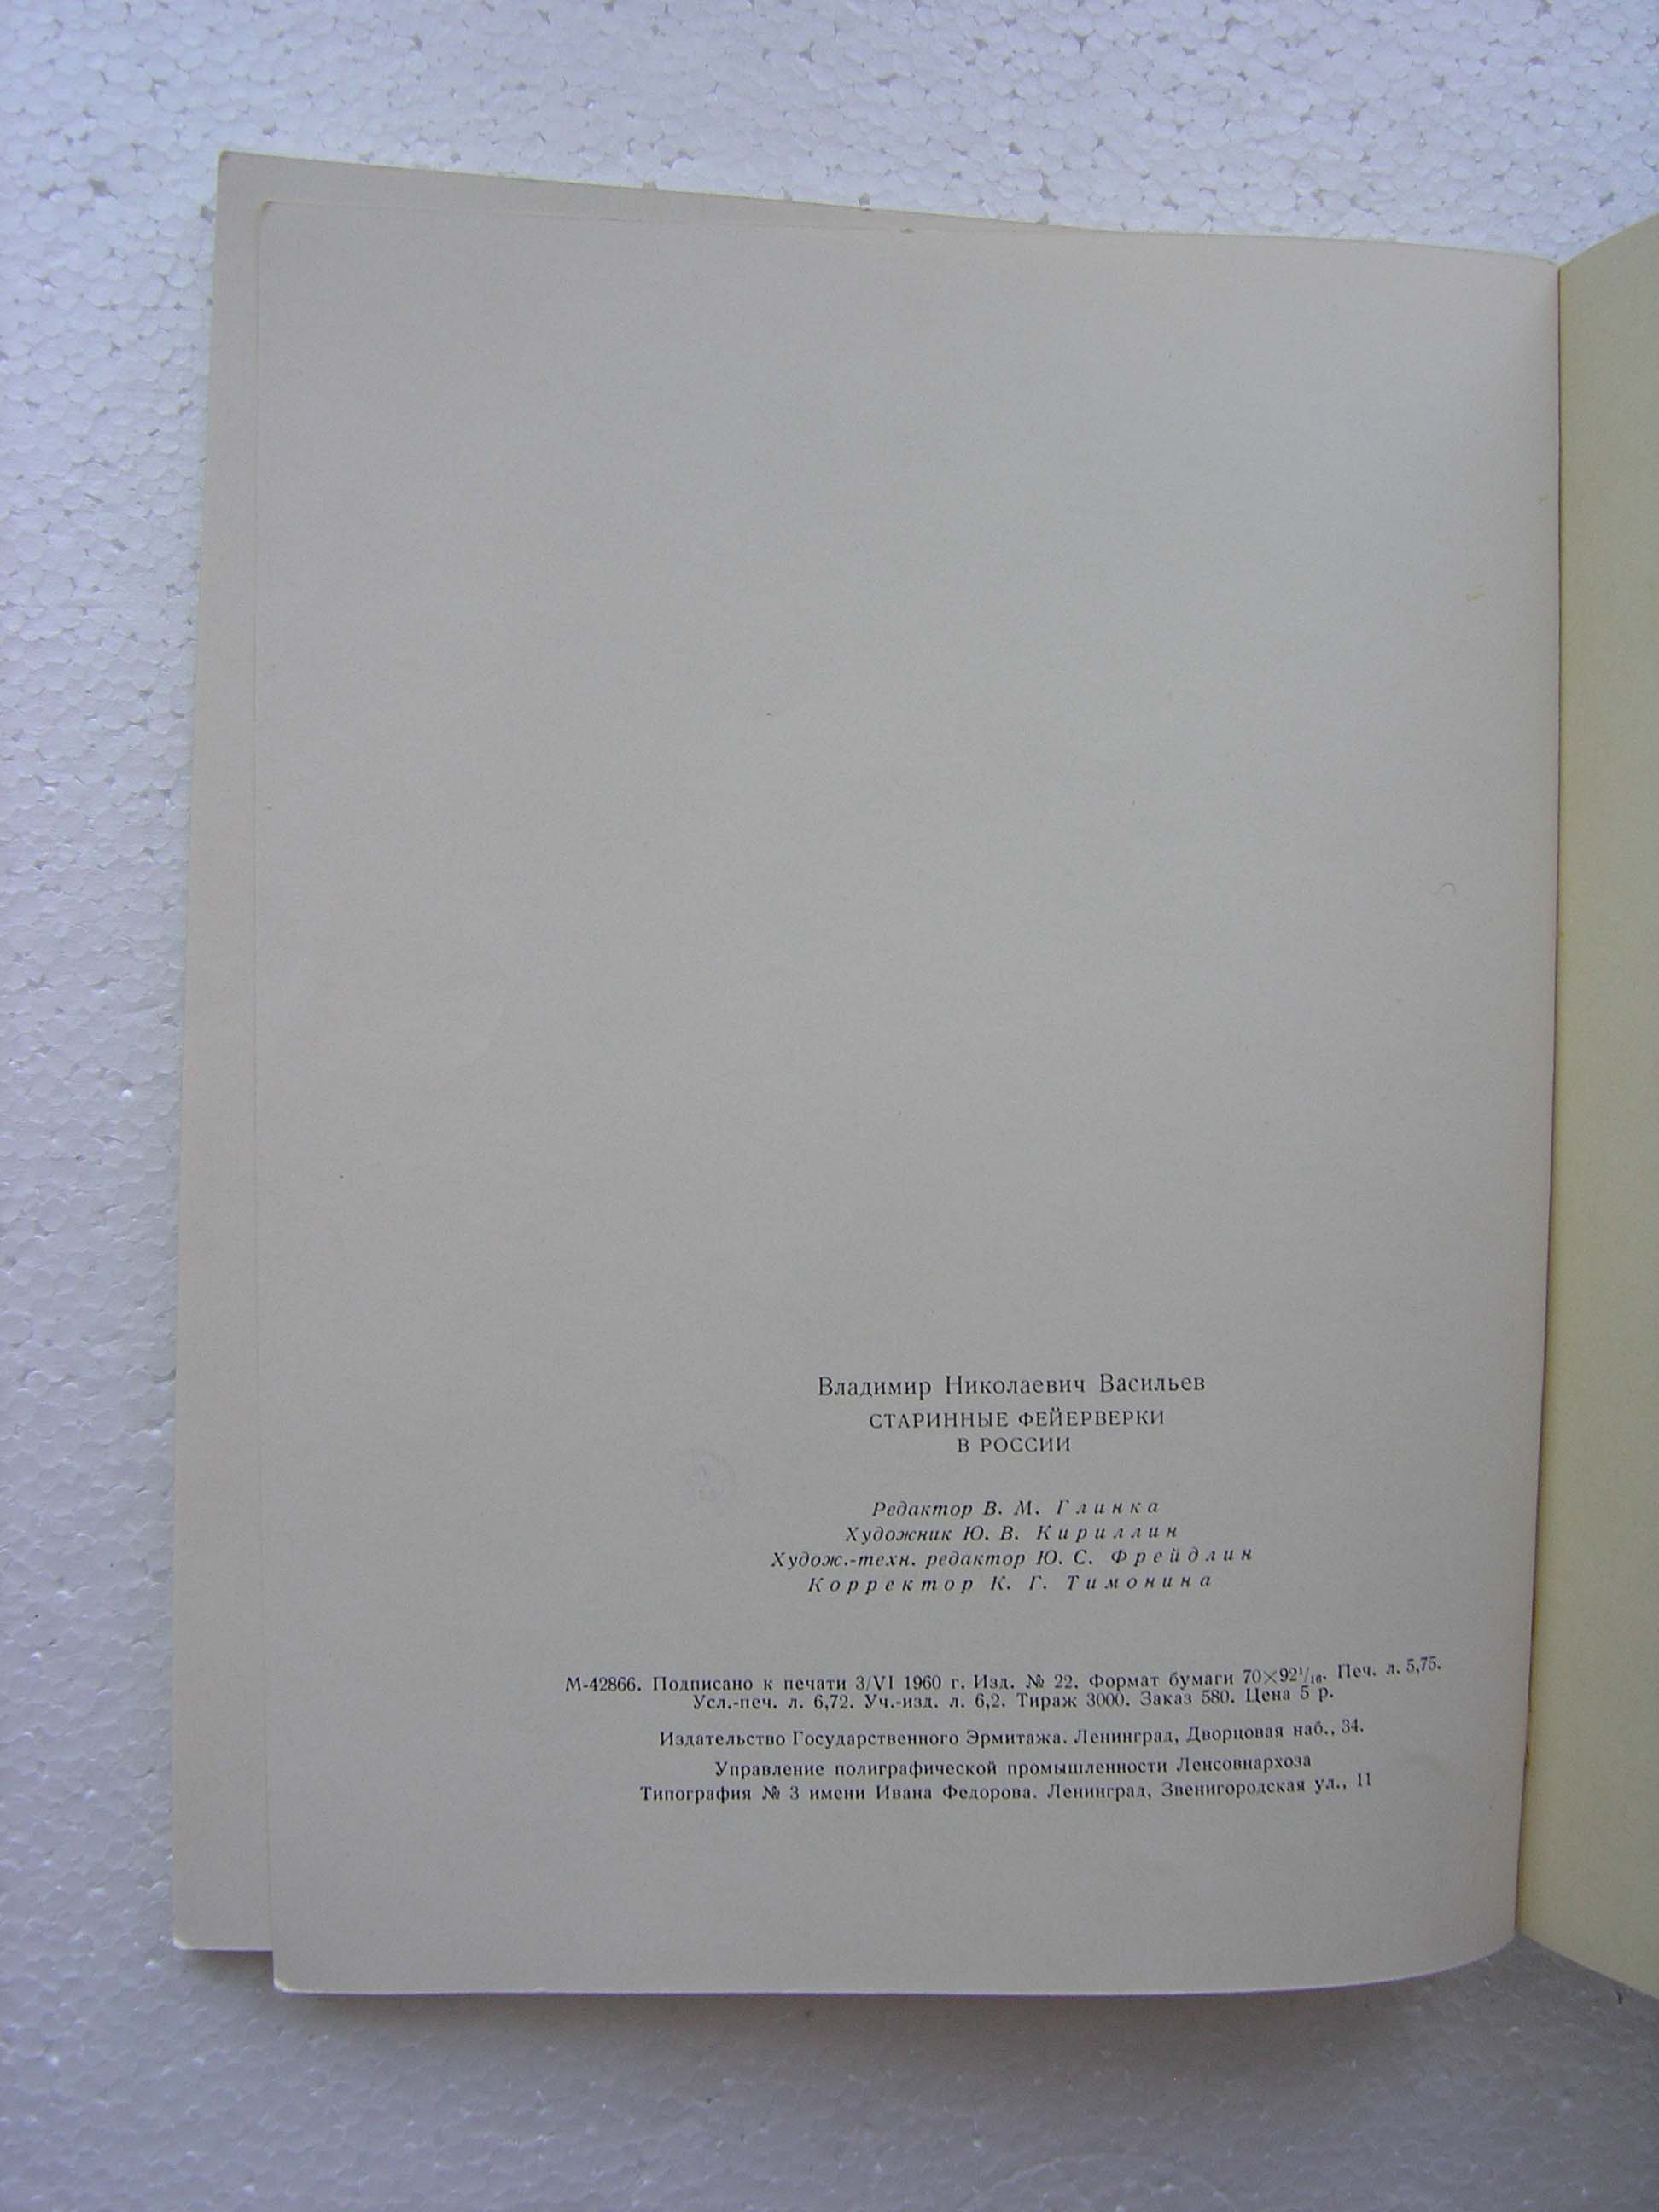 Владимир Николаевич Васильев
СТАРИННЫЕ ФЕЙЕРВЕРКИ
В РОССИИ
Редактор В. М. Глинка
Художник Ю. В. Кириллин
Худож.-техн. редактор Ю. С. Фрейдлин
Корректор К. Г. Тимонина
М-42866. Подписано к печати 3/VI 1960 г. Изд. № 22. Формат бумаги 70×92¹/₁₆. Печ. л. 5,75.
Усл.-печ. л. 6,72. Уч.-изд. л. 6,2. Тираж 3000. Заказ 580. Цена 5 р.
Издательство Государственного Эрмитажа. Ленинград, Дворцовая наб., 34.
Управление полиграфической промышленности Ленсовнархоза
Типография № 3 имени Ивана Федорова. Ленинград, Звенигородская ул., 11